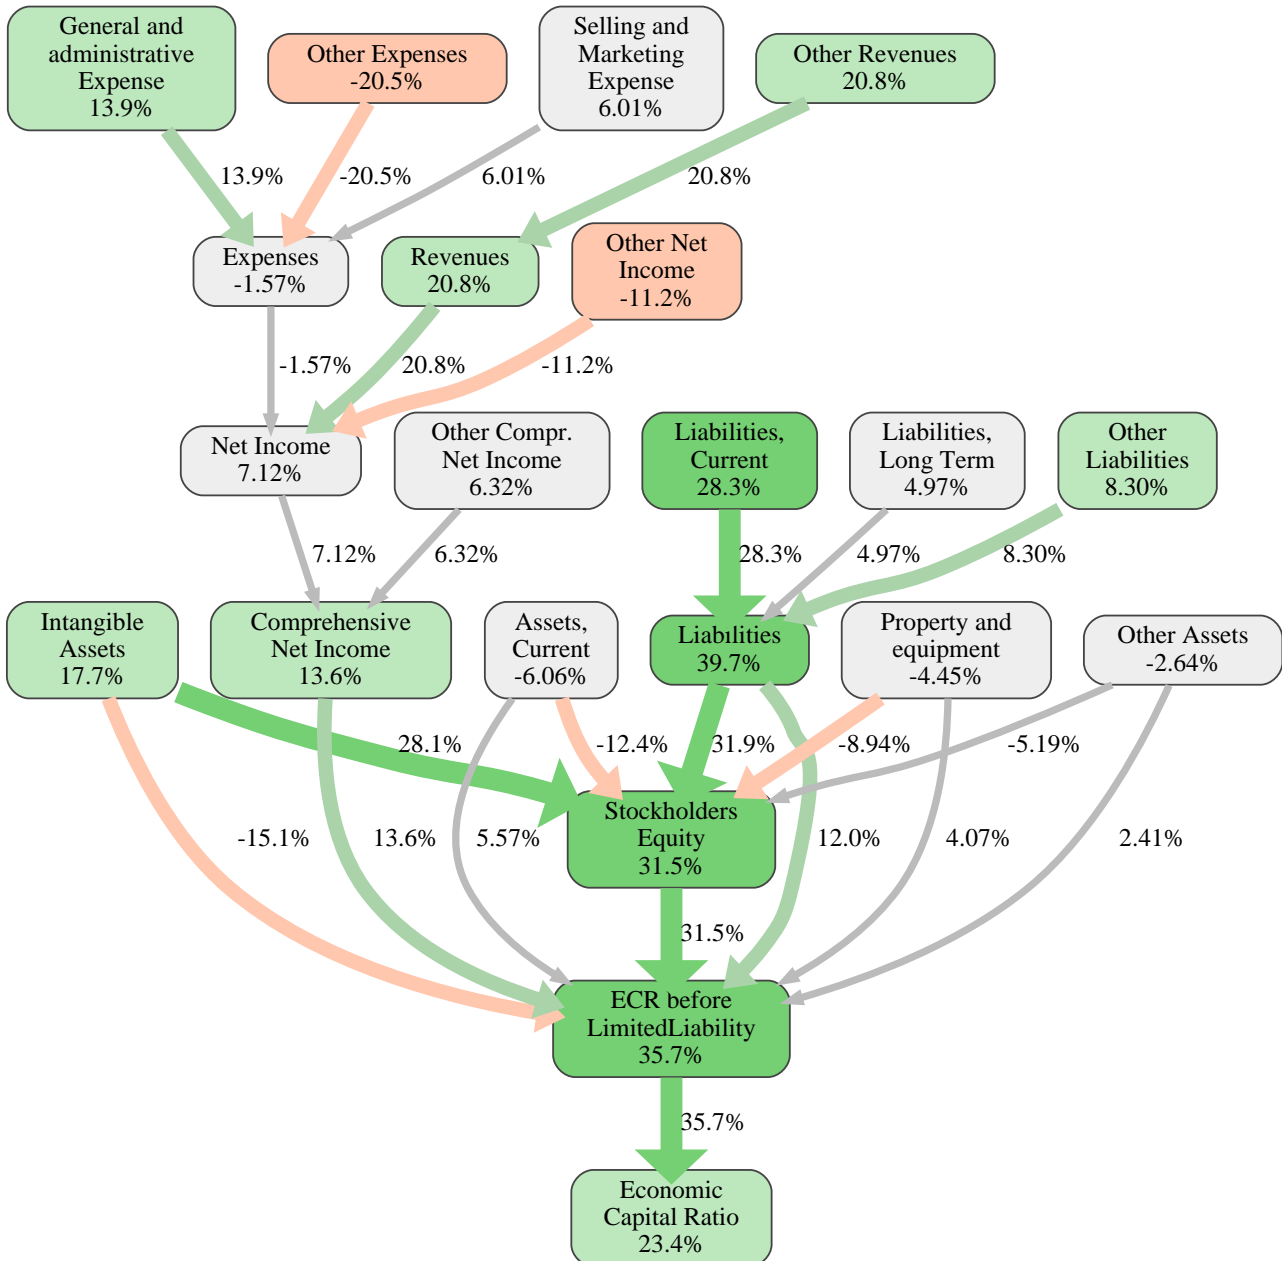 General and
administrative
Expense
13.9%
Other Expenses
-20.5%
Selling and
Marketing
Expense
6.01%
Other Revenues
20.8%
13.9%
-20.5%
6.01%
20.8%
Expenses
-1.57%
Revenues
20.8%
Other Net
Income
-11.2%
-1.57%
20.8%
-11.2%
Net Income
7.12%
Other Compr.
Net Income
6.32%
Liabilities,
Current
28.3%
Liabilities,
Long Term
4.97%
Other
Liabilities
8.30%
7.12%
6.32%
28.3%
4.97%
8.30%
Intangible
Assets
17.7%
Comprehensive
Net Income
13.6%
Assets,
Current
-6.06%
Liabilities
39.7%
Property and
equipment
-4.45%
Other Assets
-2.64%
28.1%
-12.4%
31.9%
-8.94%
-5.19%
Stockholders
Equity
31.5%
-15.1%
13.6%
5.57%
12.0%
4.07%
2.41%
31.5%
ECR before
LimitedLiability
35.7%
35.7%
Economic
Capital Ratio
23.4%